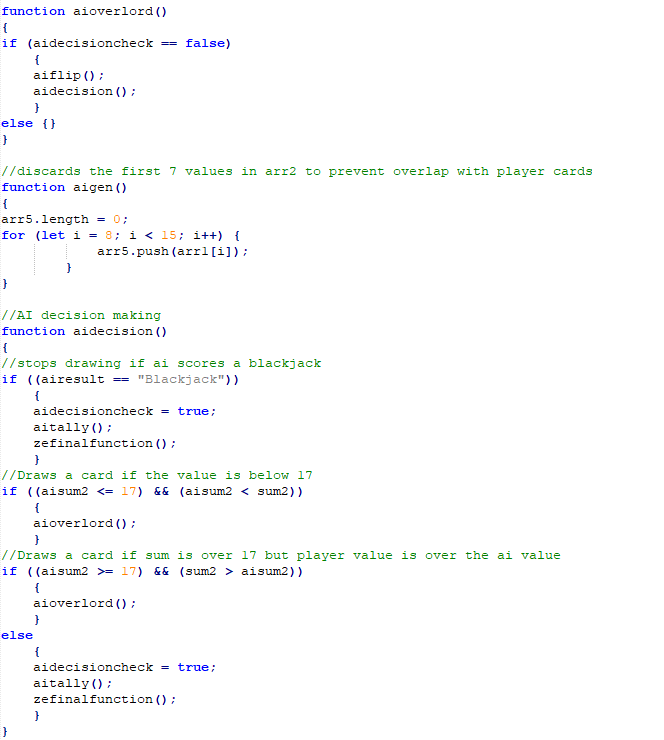 function aioverlord()
{
if (aidecisioncheck == false)
{
aiflip();
aidecision();
}
else {}
}
//discards the first 7 values in arr2 to prevent overlap with player cards
function aigen()
{
arr5.length = 0;
for (let i = 8; i < 15; i++) {
arr5.push(arr1[i]);
}
}
//AI decision making
function aidecision()
{
//stops drawing if ai scores a blackjack
if ((airesult == "Blackjack"))
{
aidecisioncheck = true;
aitally();
zefinalfunction();
}
//Draws a card if the value is below 17
if ((aisum2 <= 17) && (aisum2 < sum2))
{
aioverlord();
}
//Draws a card if sum is over 17 but player value is over the ai value
if ((aisum2 >= 17) && (sum2 > aisum2))
{
aioverlord();
}
else
{
aidecisioncheck = true;
aitally();
zefinalfunction();
}
}